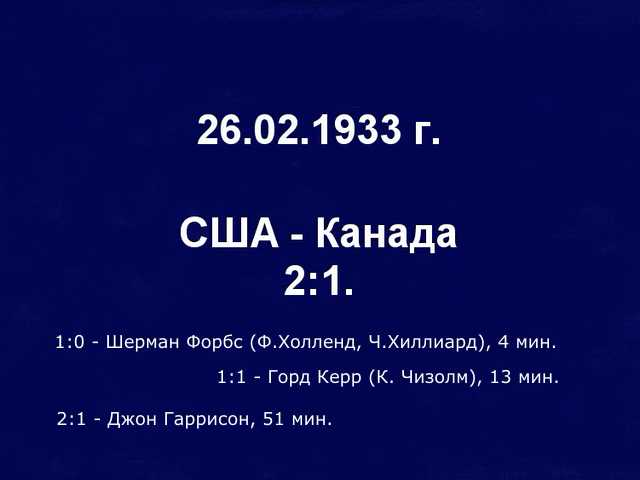 26.02.1933 г.
США - Канада
2:1.
1:0 - Шерман Форбс (Ф.Холленд, Ч.Хиллиард), 4 мин.
1:1 - Горд Керр (К. Чизолм), 13 мин.
2:1 - Джон Гаррисон, 51 мин.